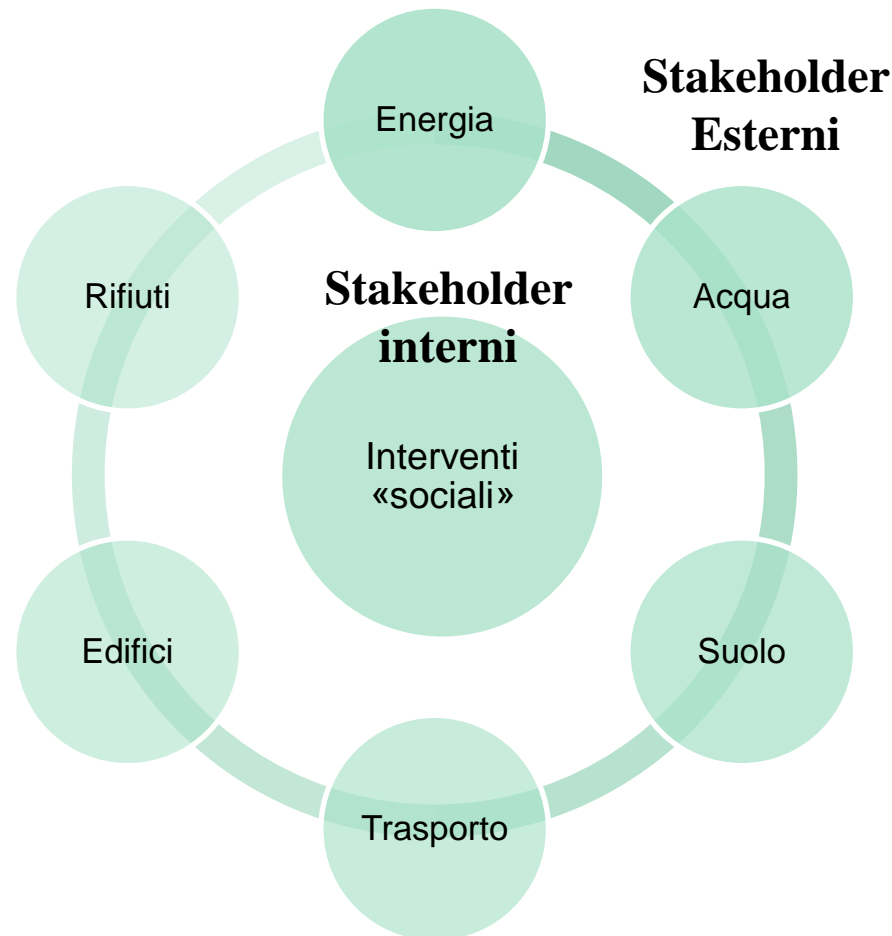 Stakeholder
Esterni
Energia
Rifiuti
Acqua
Stakeholder
interni
Interventi
«sociali»
Edifici
Suolo
Trasporto